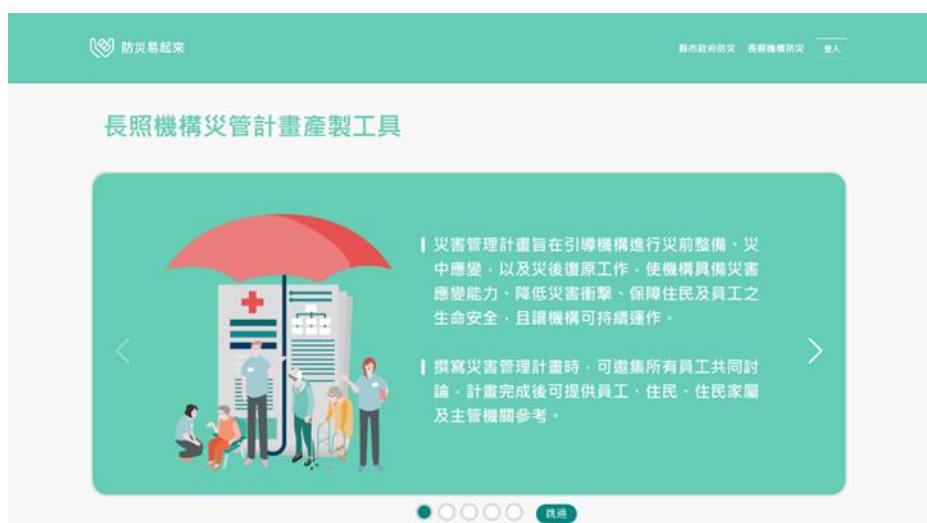 防災易起來
縣市政府防災 長照機構防災 登入
長照機構災管計畫產製工具
災害管理計畫旨在引導機構進行災前整備、災
中應變，以及災後復原工作，使機構具備災害
應變能力、降低災害衝擊、保障住民及員工之
生命安全，且讓機構可持續運作。
撰寫災害管理計畫時，可邀集所有員工共同討
論，計畫完成後可提供員工、住民、住民家屬
及主管機關參考。
跳過